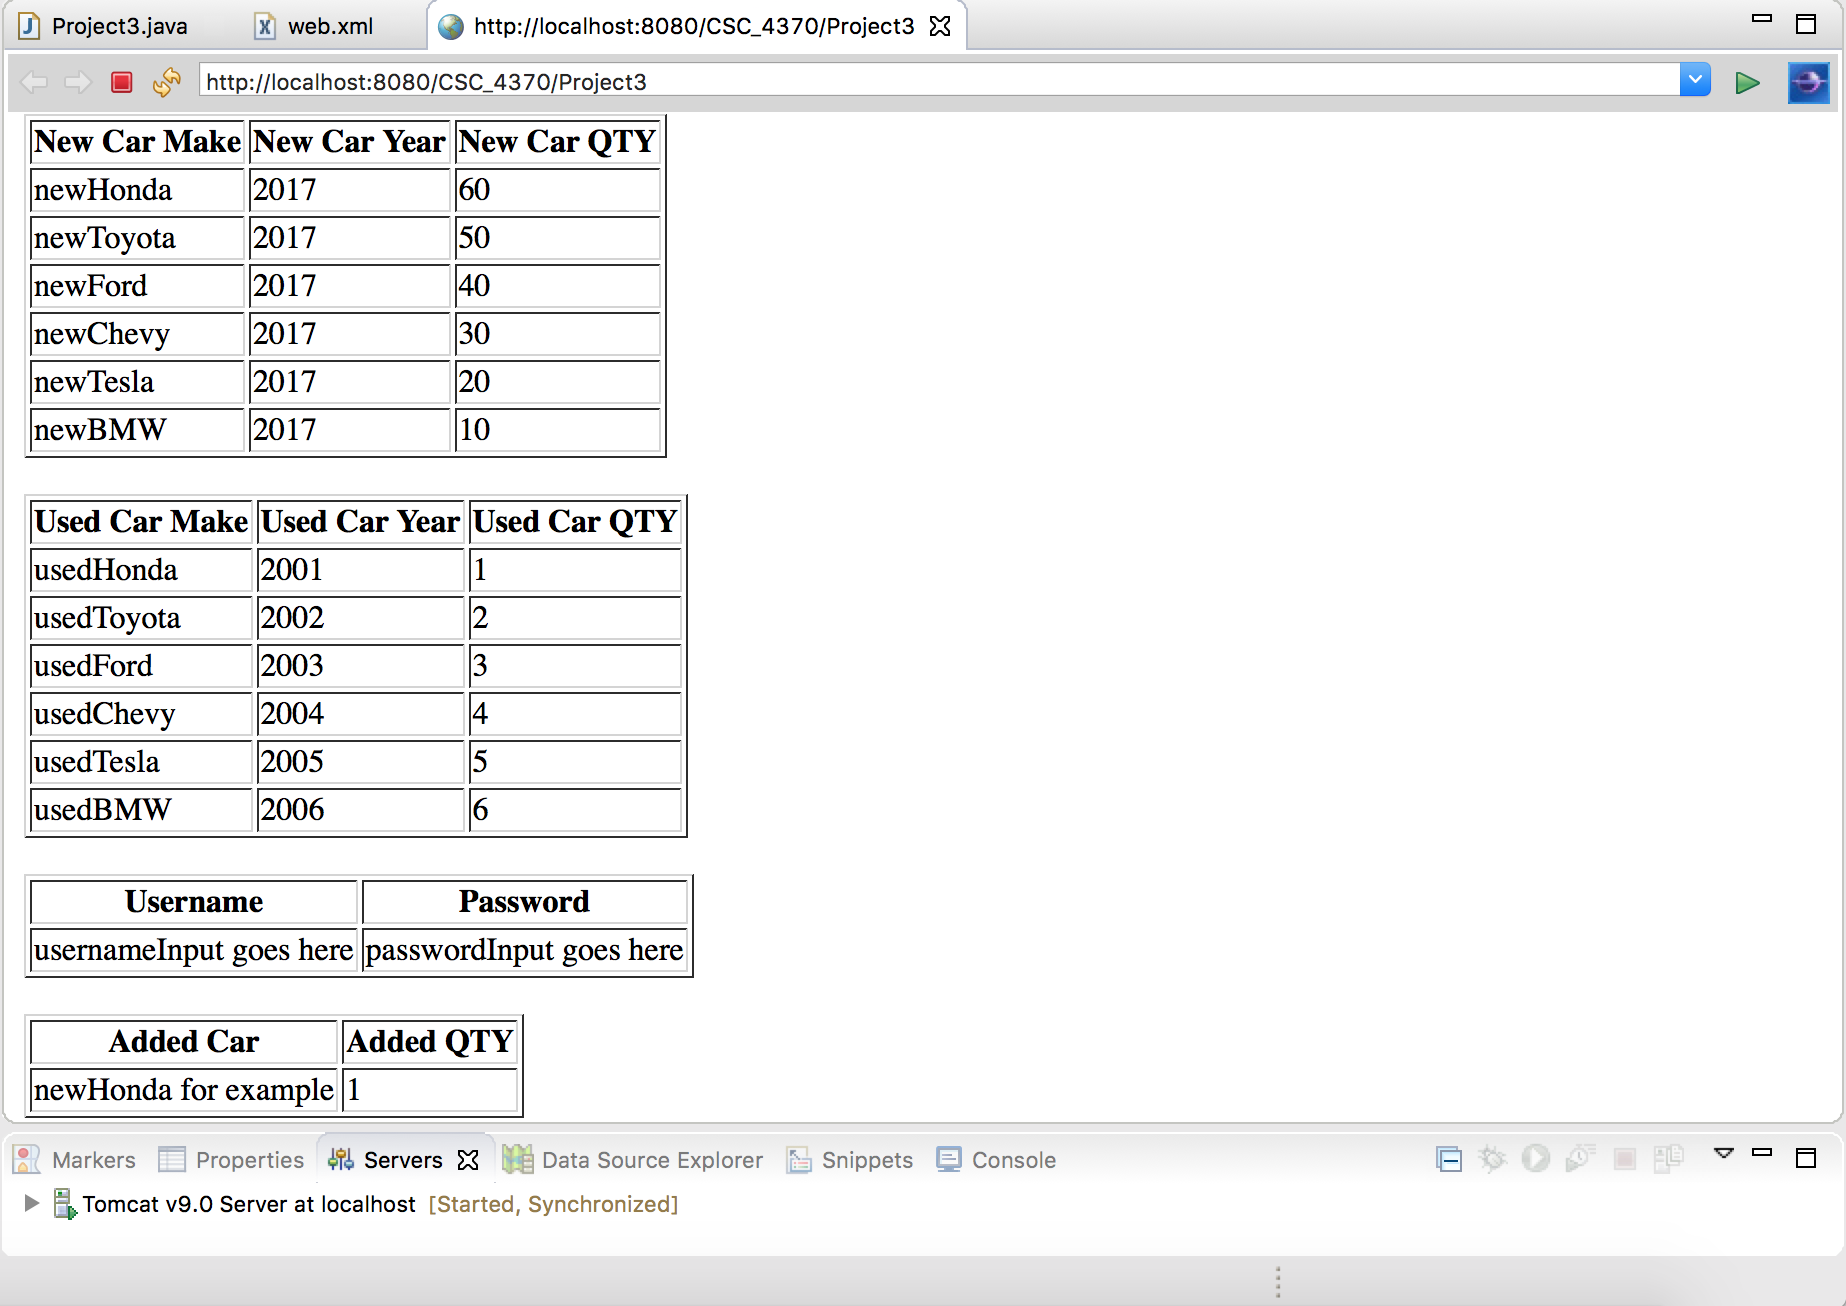 Project3.java web.xml http://localhost:8080/CSC_4370/Project3
http://localhost:8080/CSC_4370/Project3
New Car Make New Car Year New Car QTY
newHonda 2017 60
newToyota 2017 50
newFord 2017 40
newChevy 2017 30
newTesla 2017 20
newBMW 2017 10
Used Car Make Used Car Year Used Car QTY
usedHonda 2001 1
usedToyota 2002 2
usedFord 2003 3
usedChevy 2004 4
usedTesla 2005 5
usedBMW 2006 6
Username Password
usernameInput goes here passwordInput goes here
Added Car Added QTY
newHonda for example 1
Markers Properties Servers Data Source Explorer Snippets Console
Tomcat v9.0 Server at localhost [Started, Synchronized]